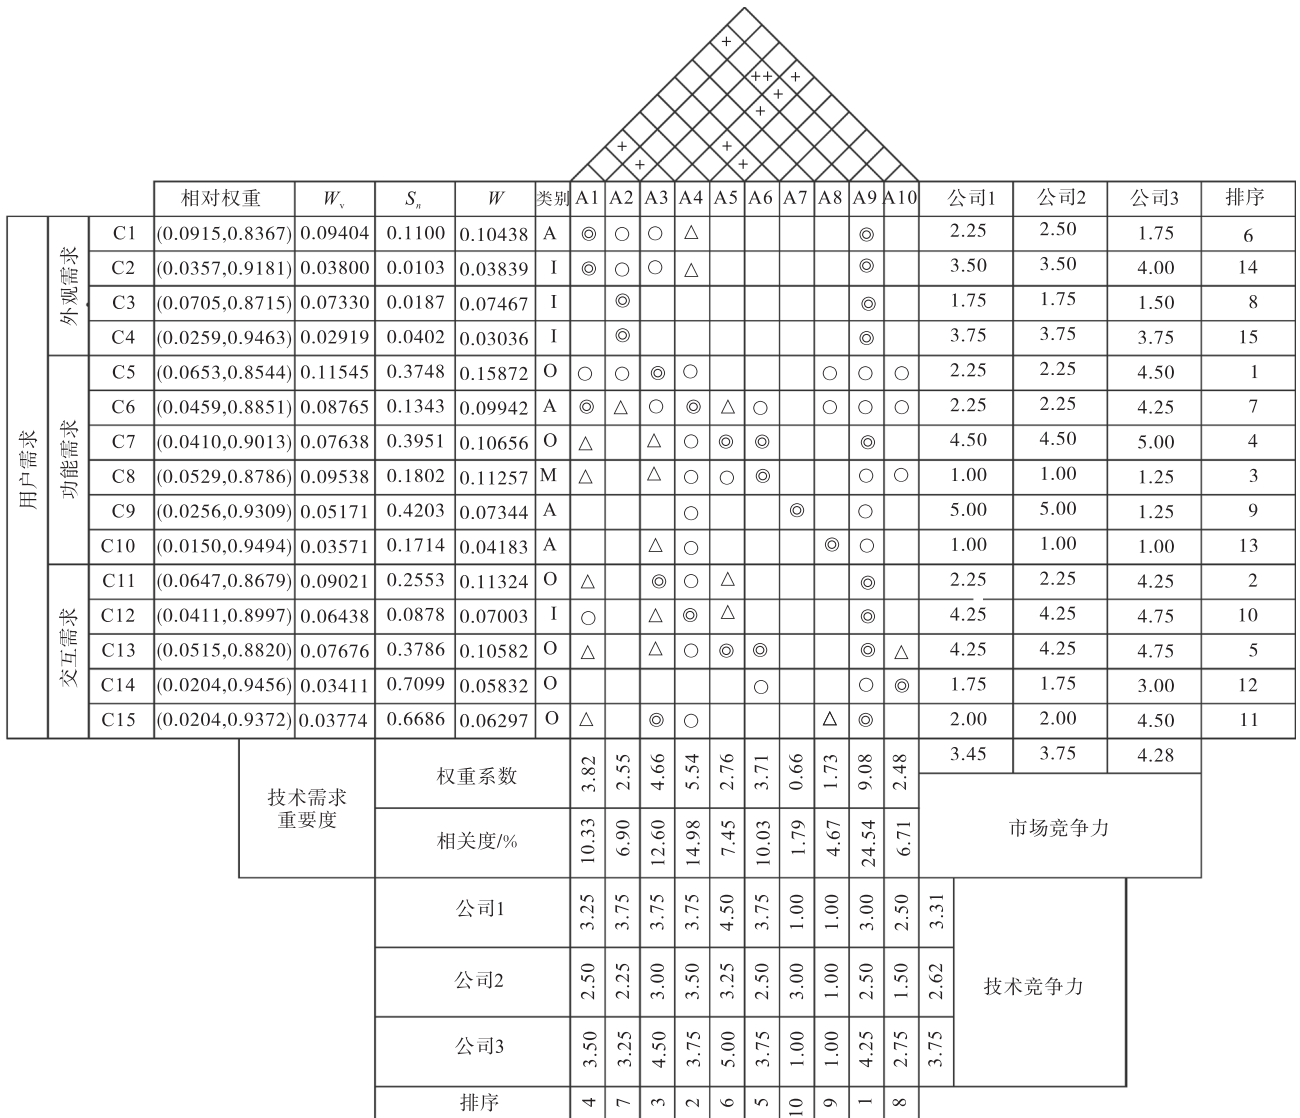 +
++ +
+
+
+ +
+ +
相对权重 Wv Sn W 类别 A1 A2 A3 A4 A5 A6 A7 A8 A9 A10 公司1 公司2 公司3 排序
用户需求
外观需求
C1 (0.0915,0.8367) 0.09404 0.1100 0.10438 A ◎ ○ ○ △ ◎ 2.25 2.50 1.75 6
C2 (0.0357,0.9181) 0.03800 0.0103 0.03839 I ◎ ○ ○ △ ◎ 3.50 3.50 4.00 14
C3 (0.0705,0.8715) 0.07330 0.0187 0.07467 I ◎ ◎ 1.75 1.75 1.50 8
C4 (0.0259,0.9463) 0.02919 0.0402 0.03036 I ◎ ◎ 3.75 3.75 3.75 15
功能需求
C5 (0.0653,0.8544) 0.11545 0.3748 0.15872 O ○ ○ ◎ ○ ○ ○ ○ 2.25 2.25 4.50 1
C6 (0.0459,0.8851) 0.08765 0.1343 0.09942 A ◎ △ ○ ◎ △ ○ ○ ○ ○ 2.25 2.25 4.25 7
C7 (0.0410,0.9013) 0.07638 0.3951 0.10656 O △ △ ○ ◎ ◎ ◎ 4.50 4.50 5.00 4
C8 (0.0529,0.8786) 0.09538 0.1802 0.11257 M △ △ ○ ○ ◎ ○ ○ 1.00 1.00 1.25 3
C9 (0.0256,0.9309) 0.05171 0.4203 0.07344 A ○ ◎ ○ 5.00 5.00 1.25 9
C10 (0.0150,0.9494) 0.03571 0.1714 0.04183 A △ ○ ◎ ○ 1.00 1.00 1.00 13
交互需求
C11 (0.0647,0.8679) 0.09021 0.2553 0.11324 O △ ◎ ○ △ ◎ 2.25 2.25 4.25 2
C12 (0.0411,0.8997) 0.06438 0.0878 0.07003 I ○ △ ◎ △ ◎ 4.25 4.25 4.75 10
C13 (0.0515,0.8820) 0.07676 0.3786 0.10582 O △ △ ○ ◎ ◎ ◎ △ 4.25 4.25 4.75 5
C14 (0.0204,0.9456) 0.03411 0.7099 0.05832 O ○ ○ ◎ 1.75 1.75 3.00 12
C15 (0.0204,0.9372) 0.03774 0.6686 0.06297 O △ ◎ ○ △ ◎ 2.00 2.00 4.50 11
3.45 3.75 4.28
技术需求
重要度
权重系数 3.82 2.55 4.66 5.54 2.76 3.71 0.66 1.73 9.08 2.48
相关度/% 10.33 6.90 12.60 14.98 7.45 10.03 1.79 4.67 24.54 6.71
市场竞争力
公司1 3.25 3.75 3.75 3.75 4.50 3.75 1.00 1.00 3.00 2.50 3.31
公司2 2.50 2.25 3.00 3.50 3.25 2.50 3.00 1.00 2.50 1.50 2.62
技术竞争力
公司3 3.50 3.25 4.50 3.75 5.00 3.75 1.00 1.00 4.25 2.75 3.75
排序 4 7 3 2 6 5 10 9 1 8